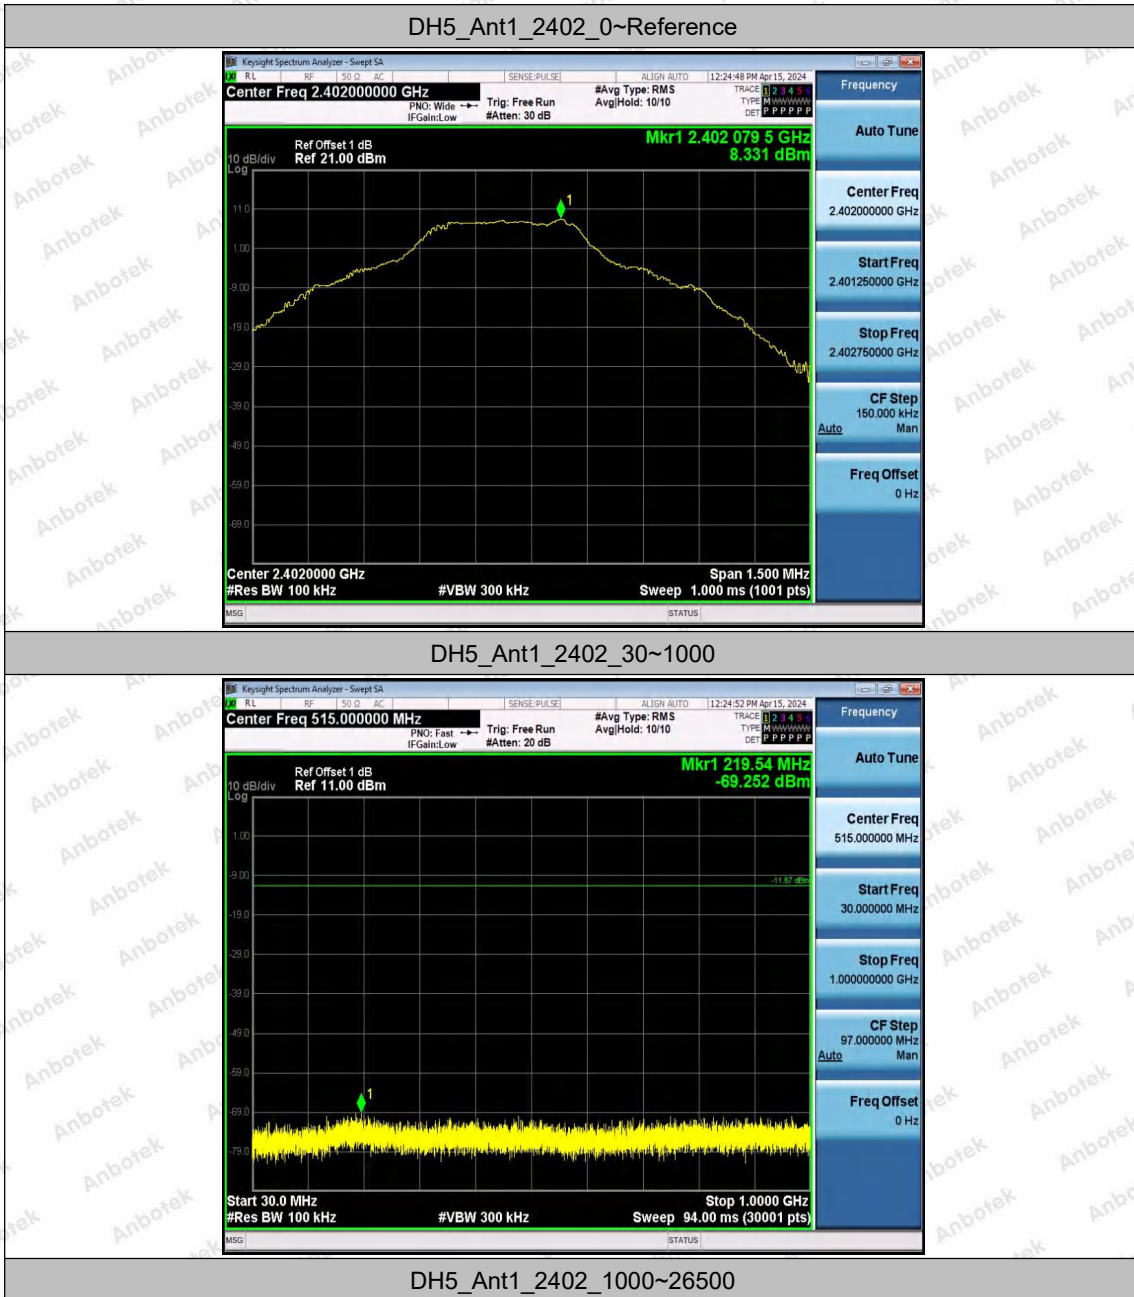 DH5_Ant1_2402_0~Reference
Keysight Spectrum Analyzer - Swept SA
RL RF 50 Ω AC SENSE:PULSE ALIGN AUTO 12:24:48 PM Apr 15, 2024
Center Freq 2.402000000 GHz
PNO: Wide
IFGain:Low
Trig: Free Run
#Atten: 30 dB
#Avg Type: RMS
Avg|Hold: 10/10
TRACE 1 2 3 4 5 6
TYPE M WWWWW
DET P P P P P P
Ref Offset 1 dB
10 dB/div Ref 21.00 dBm
Log
Mkr1 2.402 079 5 GHz
8.331 dBm
1
11.0
1.00
-9.00
-19.0
-29.0
-39.0
-49.0
-59.0
-69.0
Center 2.4020000 GHz Span 1.500 MHz
#Res BW 100 kHz #VBW 300 kHz Sweep 1.000 ms (1001 pts)
MSG STATUS
Frequency
Auto Tune
Center Freq
2.402000000 GHz
Start Freq
2.401250000 GHz
Stop Freq
2.402750000 GHz
CF Step
150.000 kHz
Auto Man
Freq Offset
0 Hz
DH5_Ant1_2402_30~1000
Keysight Spectrum Analyzer - Swept SA
RL RF 50 Ω AC SENSE:PULSE ALIGN AUTO 12:24:52 PM Apr 15, 2024
Center Freq 515.000000 MHz
PNO: Fast
IFGain:Low
Trig: Free Run
#Atten: 20 dB
#Avg Type: RMS
Avg|Hold: 10/10
TRACE 1 2 3 4 5 6
TYPE M WWWWW
DET P P P P P P
Ref Offset 1 dB
10 dB/div Ref 11.00 dBm
Log
Mkr1 219.54 MHz
-69.252 dBm
1.00
-9.00
-11.67 dBm
-19.0
-29.0
-39.0
-49.0
-59.0
1
-69.0
-79.0
Start 30.0 MHz Stop 1.0000 GHz
#Res BW 100 kHz #VBW 300 kHz Sweep 94.00 ms (30001 pts)
MSG STATUS
Frequency
Auto Tune
Center Freq
515.000000 MHz
Start Freq
30.000000 MHz
Stop Freq
1.000000000 GHz
CF Step
97.000000 MHz
Auto Man
Freq Offset
0 Hz
DH5_Ant1_2402_1000~26500